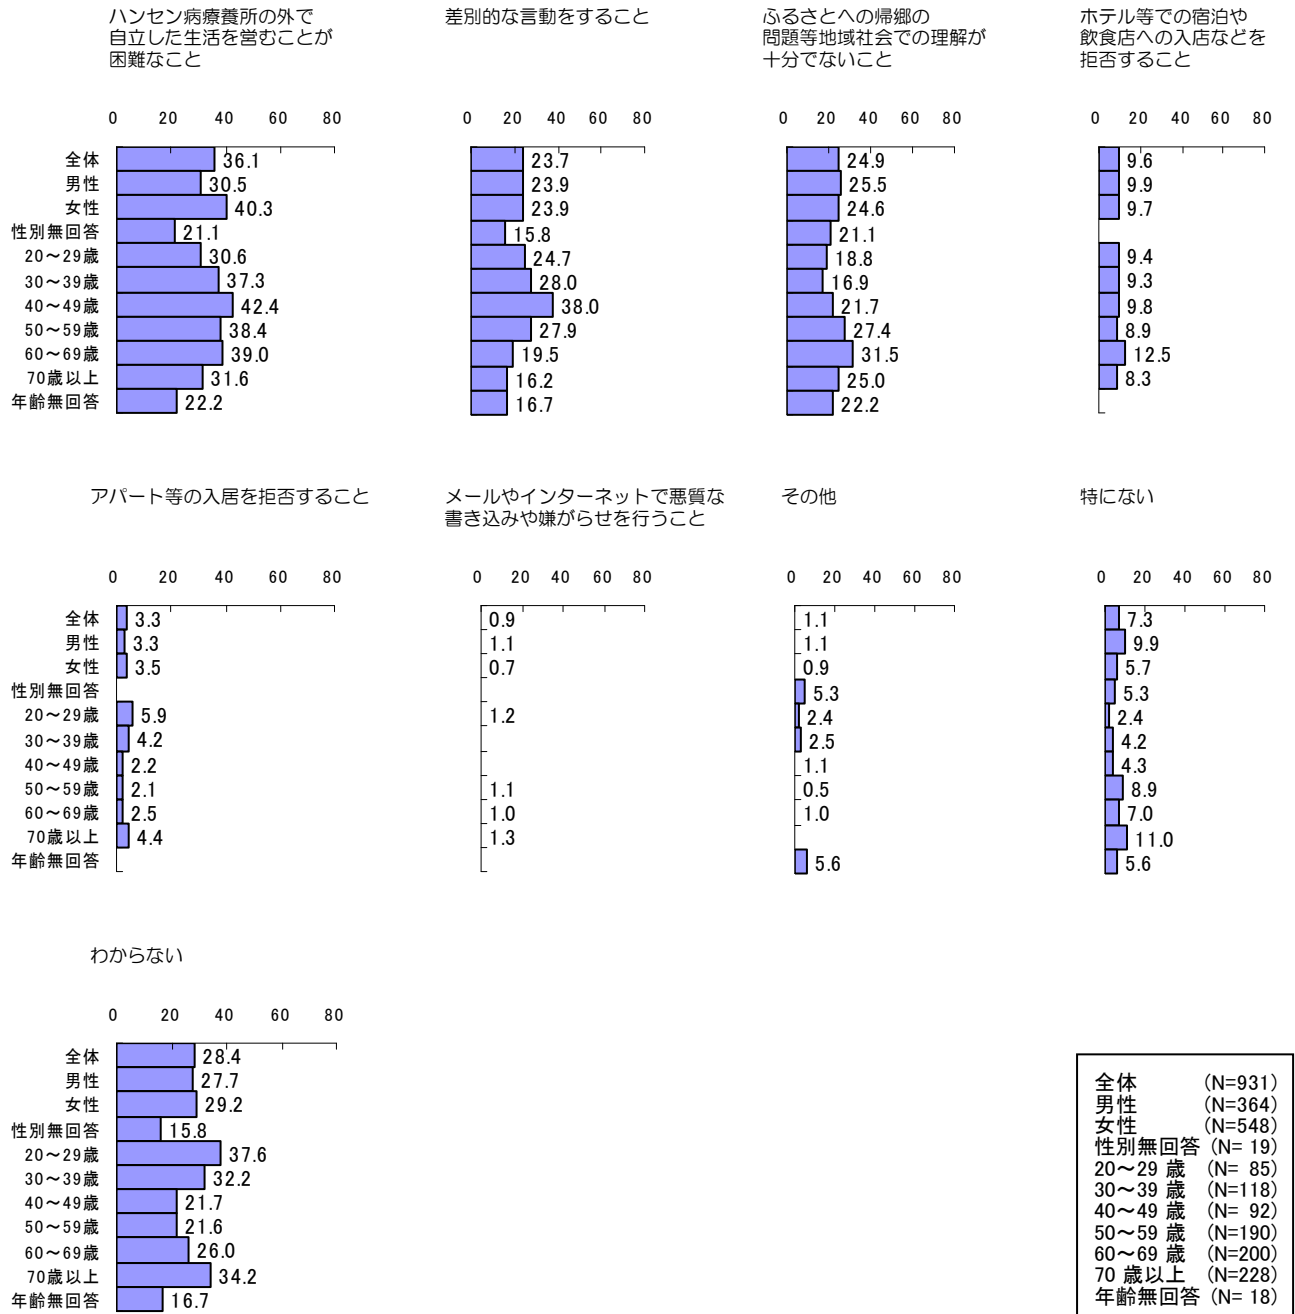 ハンセン病療養所の外で
自立した生活を営むことが
困難なこと
差別的な言動をすること
ふるさとへの帰郷の
問題等地域社会での理解が
十分でないこと
ホテル等での宿泊や
飲食店への入店などを
拒否すること
0 20 40 60 80 0 20 40 60 80 0 20 40 60 80 0 20 40 60 80
全体 36.1 23.7 24.9 9.6
男性 30.5 23.9 25.5 9.9
女性 40.3 23.9 24.6 9.7
性別無回答 21.1 15.8 21.1
20～29歳 30.6 24.7 18.8 9.4
30～39歳 37.3 28.0 16.9 9.3
40～49歳 42.4 38.0 21.7 9.8
50～59歳 38.4 27.9 27.4 8.9
60～69歳 39.0 19.5 31.5 12.5
70歳以上 31.6 16.2 25.0 8.3
年齢無回答 22.2 16.7 22.2
アパート等の入居を拒否すること
メールやインターネットで悪質な
書き込みや嫌がらせを行うこと
その他
特にない
0 20 40 60 80 0 20 40 60 80 0 20 40 60 80 0 20 40 60 80
全体 3.3 0.9 1.1 7.3
男性 3.3 1.1 1.1 9.9
女性 3.5 0.7 0.9 5.7
性別無回答 5.3 5.3
20～29歳 5.9 1.2 2.4 2.4
30～39歳 4.2 2.5 4.2
40～49歳 2.2 1.1 4.3
50～59歳 2.1 1.1 0.5 8.9
60～69歳 2.5 1.0 1.0 7.0
70歳以上 4.4 1.3 11.0
年齢無回答 5.6 5.6
わからない
0 20 40 60 80
全体 28.4
男性 27.7
女性 29.2
性別無回答 15.8
20～29歳 37.6
30～39歳 32.2
40～49歳 21.7
50～59歳 21.6
60～69歳 26.0
70歳以上 34.2
年齢無回答 16.7
全体 (N=931)
男性 (N=364)
女性 (N=548)
性別無回答 (N= 19)
20～29 歳 (N= 85)
30～39 歳 (N=118)
40～49 歳 (N= 92)
50～59 歳 (N=190)
60～69 歳 (N=200)
70 歳以上 (N=228)
年齢無回答 (N= 18)